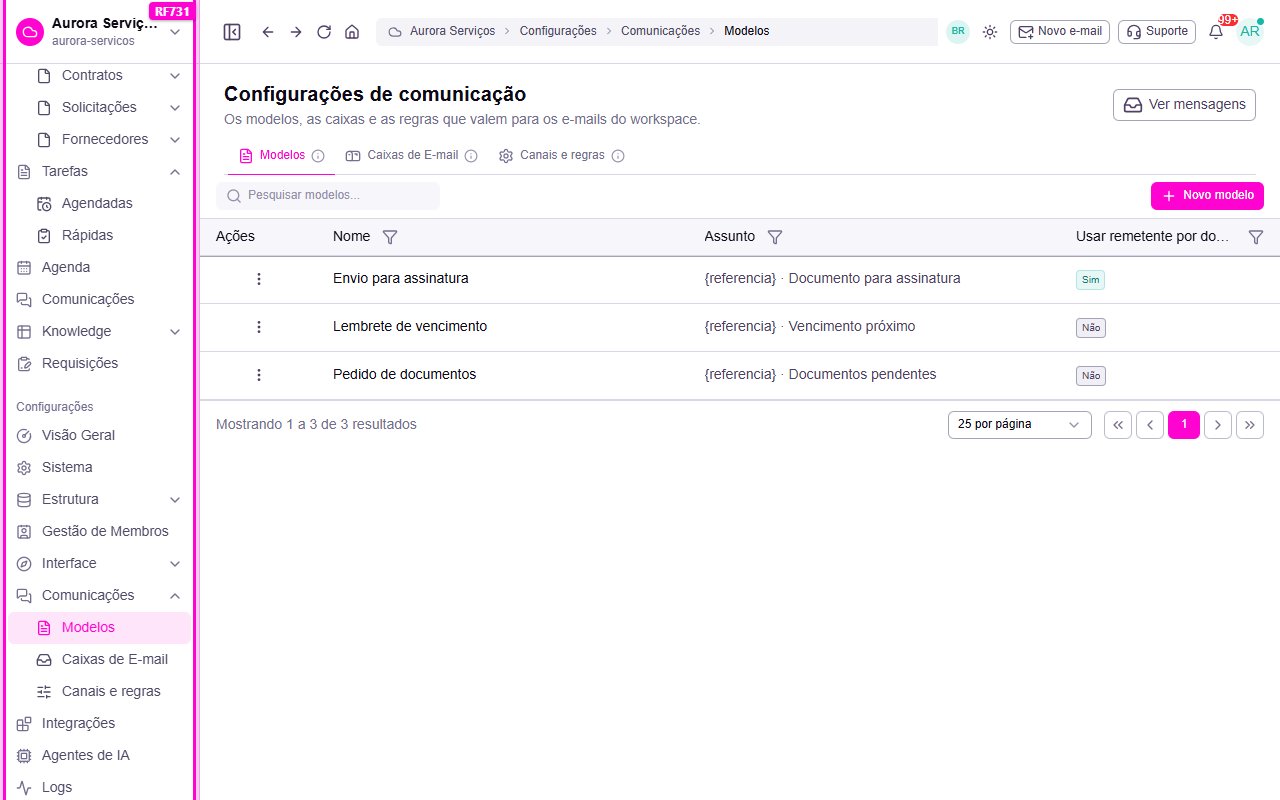 RF731
Aurora Serviç...
aurora-servicos
Contratos
Solicitações
Fornecedores
Tarefas
Agendadas
Rápidas
Agenda
Comunicações
Knowledge
Requisições
Configurações
Visão Geral
Sistema
Estrutura
Gestão de Membros
Interface
Comunicações
Modelos
Caixas de E-mail
Canais e regras
Integrações
Agentes de IA
Logs
Aurora Serviços
Configurações
Comunicações
Modelos
BR
Novo e-mail
Suporte
99+
AR
Configurações de comunicação
Os modelos, as caixas e as regras que valem para os e-mails do workspace.
Ver mensagens
Modelos
Caixas de E-mail
Canais e regras
Pesquisar modelos...
Novo modelo
Ações Nome Assunto Usar remetente por do...
Envio para assinatura {referencia} · Documento para assinatura Sim
Lembrete de vencimento {referencia} · Vencimento próximo Não
Pedido de documentos {referencia} · Documentos pendentes Não
Mostrando 1 a 3 de 3 resultados
25 por página
1